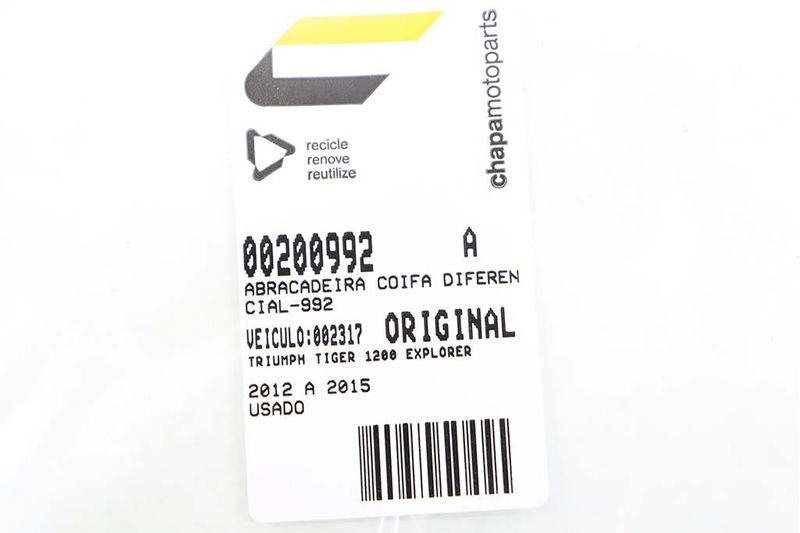 chapamotoparts
recicle
renove
reutilize
00200992 A
ABRACADEIRA COIFA DIFEREN
CIAL-992
VEICULO:002317 ORIGINAL
TRIUMPH TIGER 1200 EXPLORER
2012 A 2015
USADO